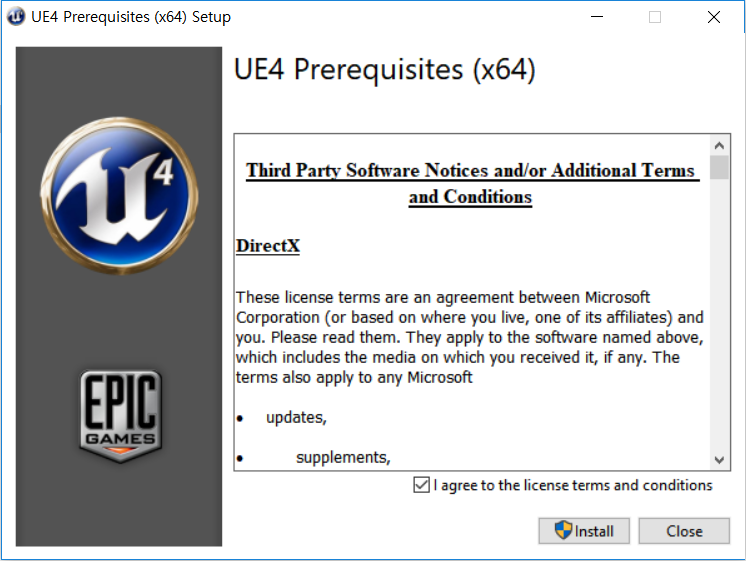 UE4 Prerequisites (x64) Setup
UE4 Prerequisites (x64)
Third Party Software Notices and/or Additional Terms
and Conditions
DirectX
These license terms are an agreement between Microsoft
Corporation (or based on where you live, one of its affiliates) and
you. Please read them. They apply to the software named above,
which includes the media on which you received it, if any. The
terms also apply to any Microsoft
• updates,
• supplements,
I agree to the license terms and conditions
Install
Close
U4
EPIC
GAMES